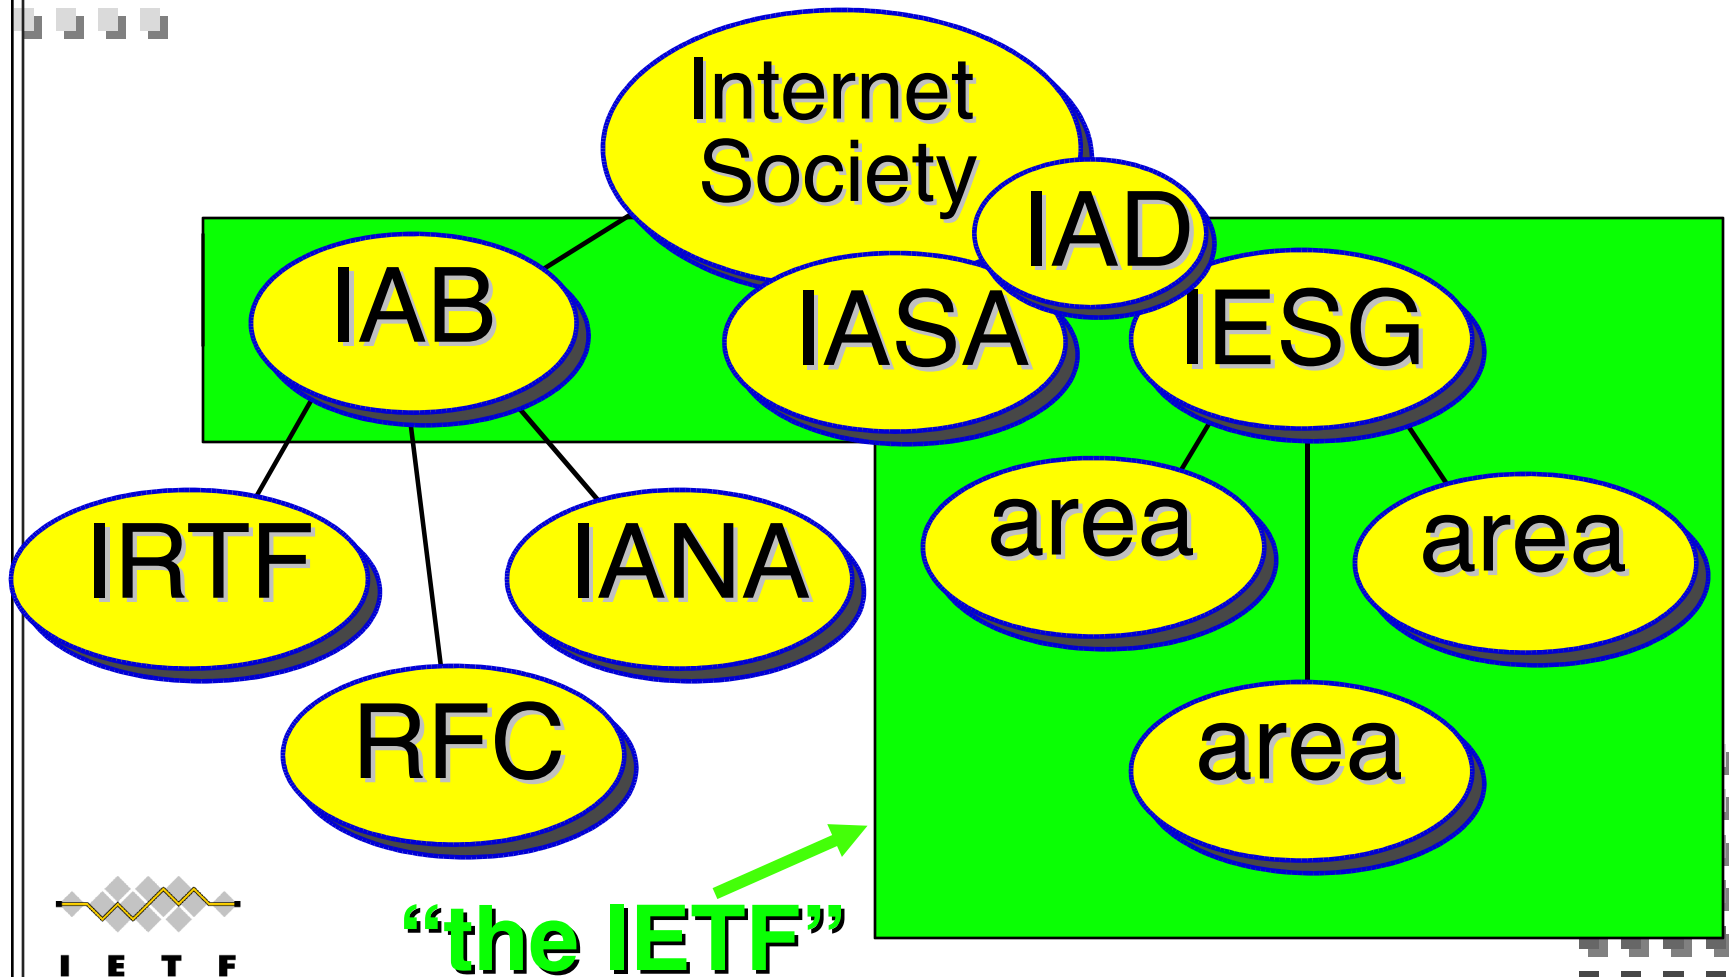 Internet
Society
IAD
IAB
IASA
IESG
IRTF
IANA
area
area
RFC
area
“the IETF”
I E T F